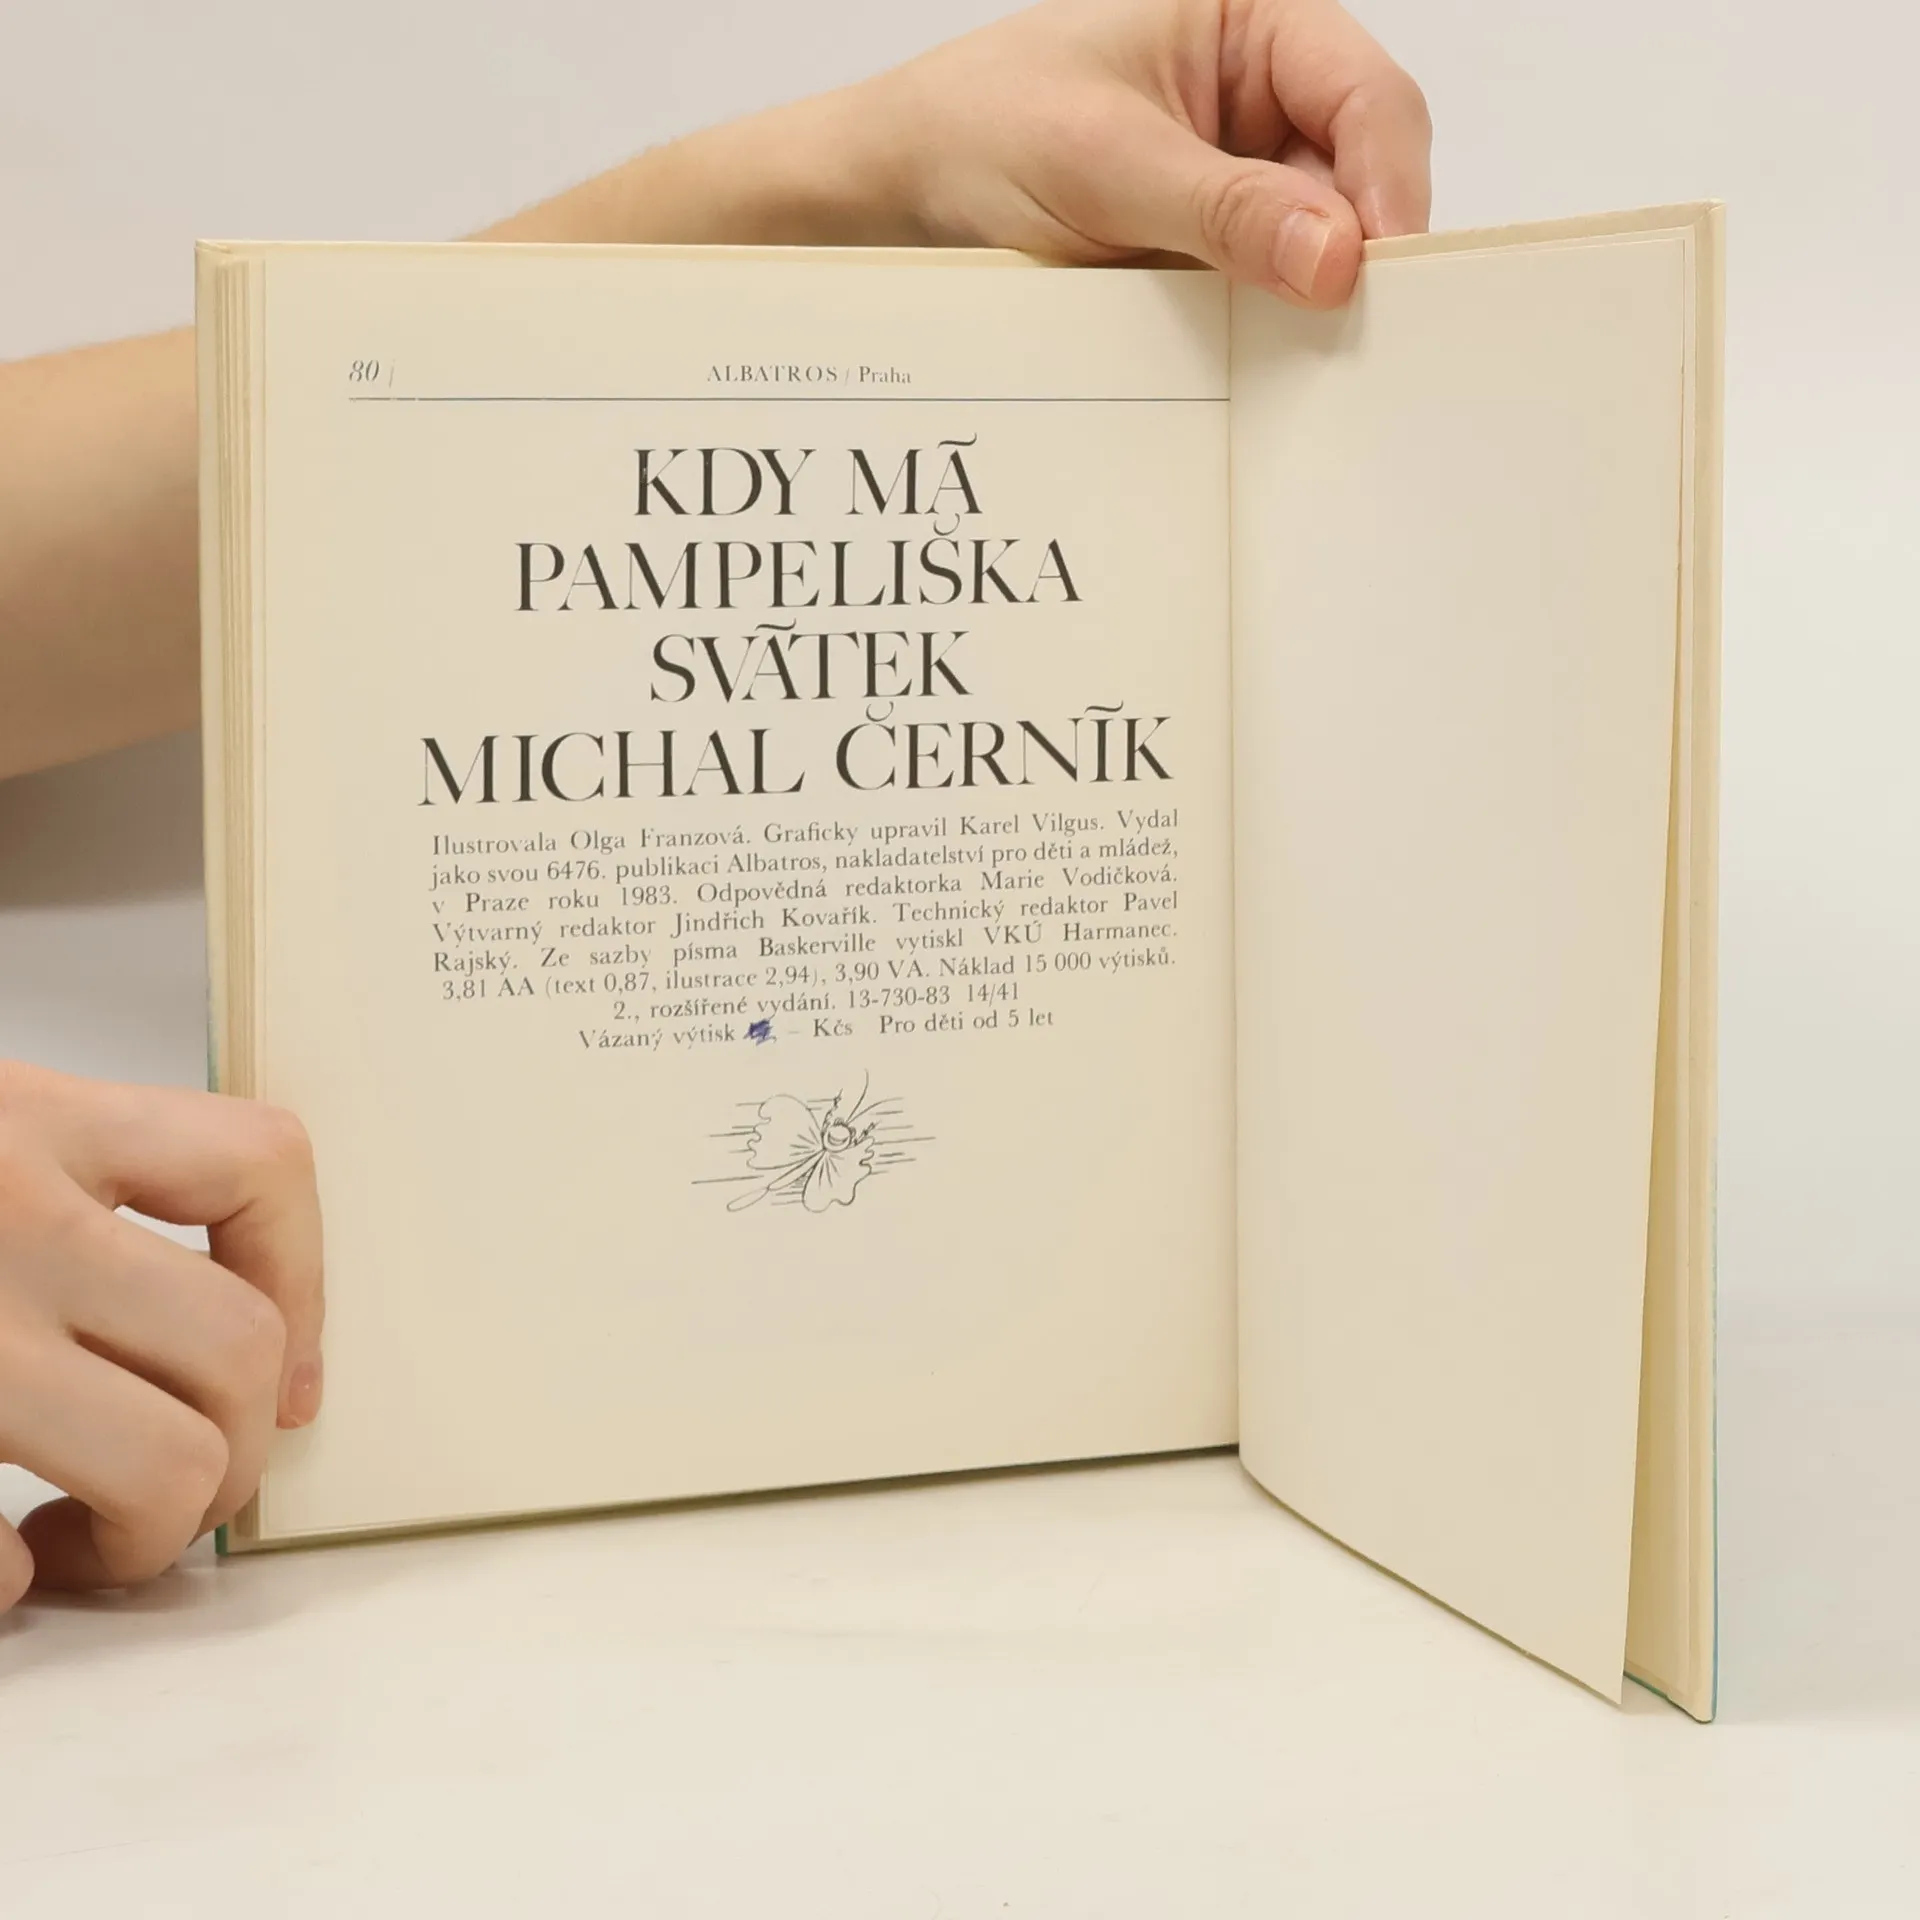 80 /
ALBATROS / Praha
KDY MÁ
PAMPELIŠKA
SVÁTEK
MICHAL ČERNÍK
Ilustrovala Olga Franzová. Graficky upravil Karel Vilgus. Vydal
jako svou 6476. publikaci Albatros, nakladatelství pro děti a mládež,
v Praze roku 1983. Odpovědná redaktorka Marie Vodičková.
Výtvarný redaktor Jindřich Kovařík. Technický redaktor Pavel
Rajský. Ze sazby písma Baskerville vytiskl VKÚ Harmanec.
3,81 AA (text 0,87, ilustrace 2,94), 3,90 VA. Náklad 15 000 výtisků.
2., rozšířené vydání. 13-730-83 14/41
Vázaný výtisk – Kčs Pro děti od 5 let